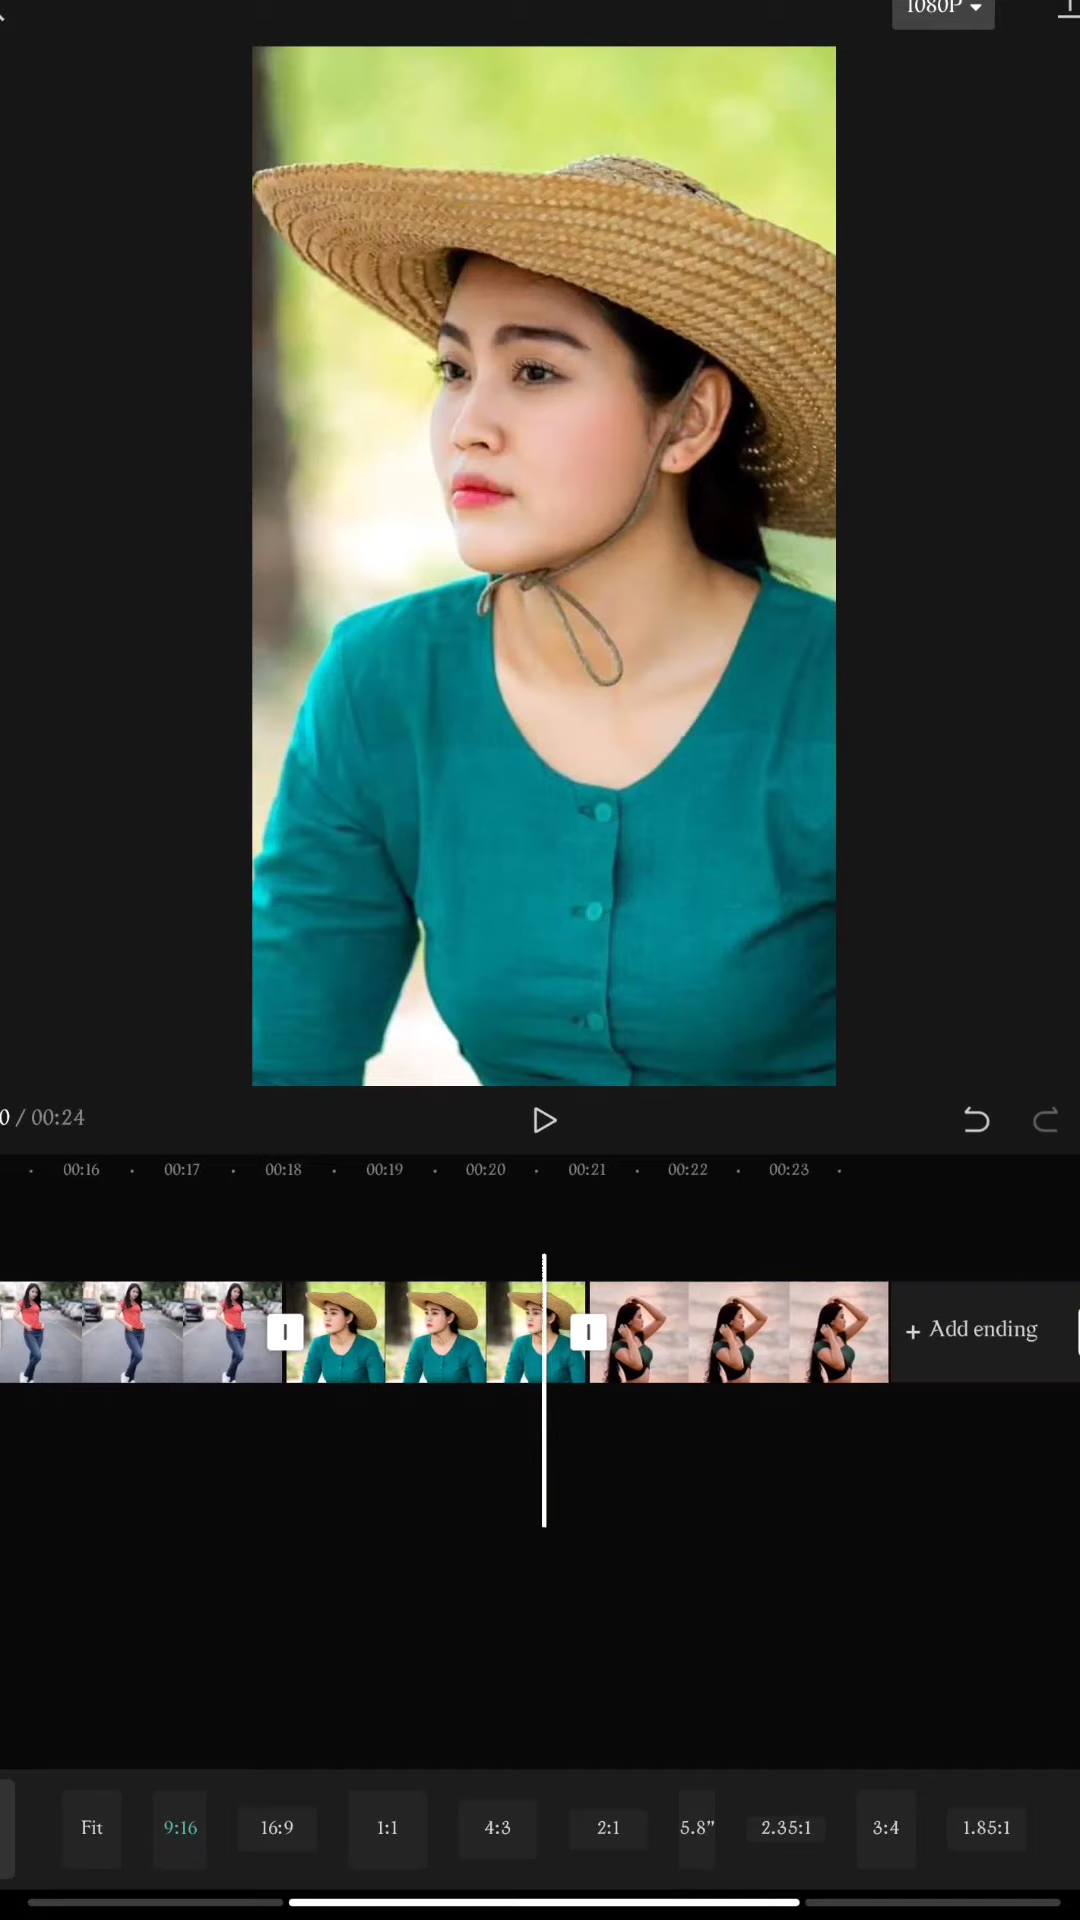 1080P
0 / 00:24
00:16 00:17 00:18 00:19 00:20 00:21 00:22 00:23
+ Add ending
Fit 9:16 16:9 1:1 4:3 2:1 5.8" 2.35:1 3:4 1.85:1